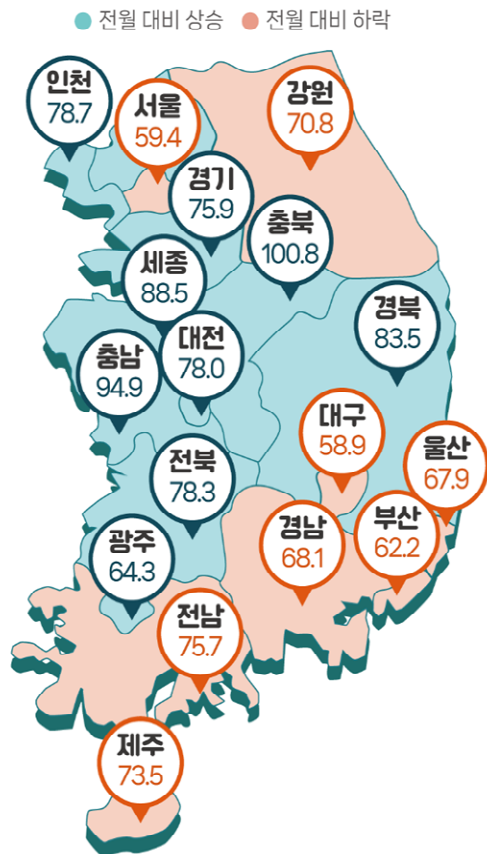 전월 대비 상승 전월 대비 하락
인천
78.7
서울
59.4
강원
70.8
경기
75.9
충북
100.8
세종
88.5
대전
78.0
경북
83.5
충남
94.9
대구
58.9
울산
67.9
전북
78.3
경남
68.1
부산
62.2
광주
64.3
전남
75.7
제주
73.5